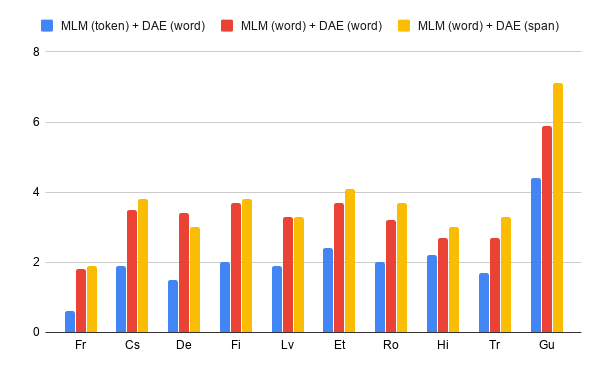 MLM (token) + DAE (word) MLM (word) + DAE (word) MLM (word) + DAE (span)
8
6
4
2
0
Fr Cs De Fi Lv Et Ro Hi Tr Gu